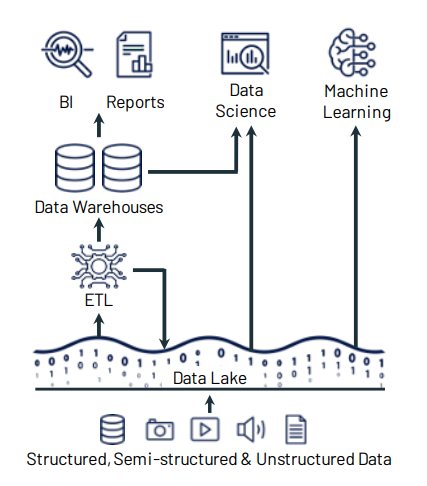 BI Reports
Data
Science
Machine
Learning
Data Warehouses
ETL
Data Lake
Structured, Semi-structured & Unstructured Data